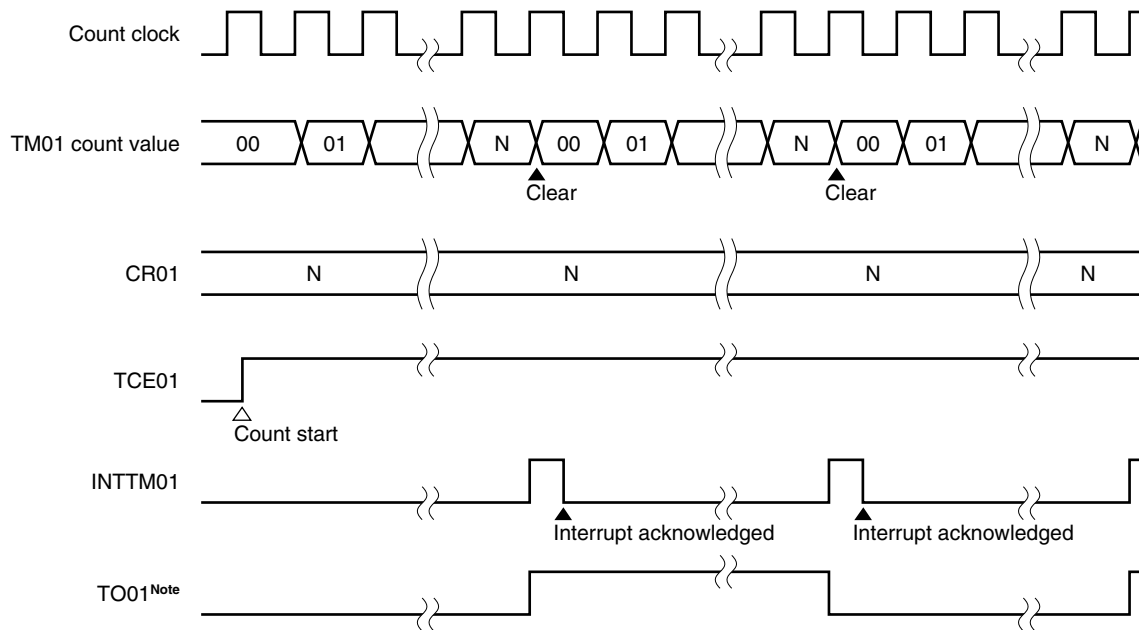 Count clock
TM01 count value 00 01 N 00 01 N 00 01 N
Clear Clear
CR01 N N N N
TCE01
Count start
INTTM01
Interrupt acknowledged Interrupt acknowledged
TO01Note